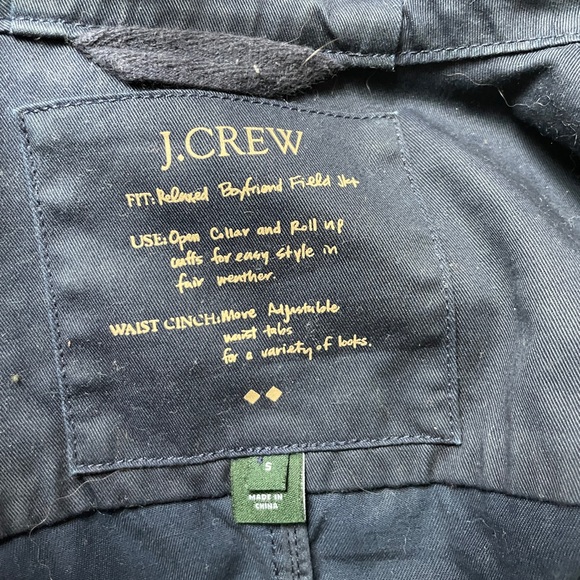 J.CREW
FIT: Relaxed Boyfriend Field Jkt
USE: Open Collar and Roll up
cuffs for easy style in
fair weather.
WAIST CINCH: Move Adjustable
waist tabs
for a variety of looks.
S
MADE IN
CHINA